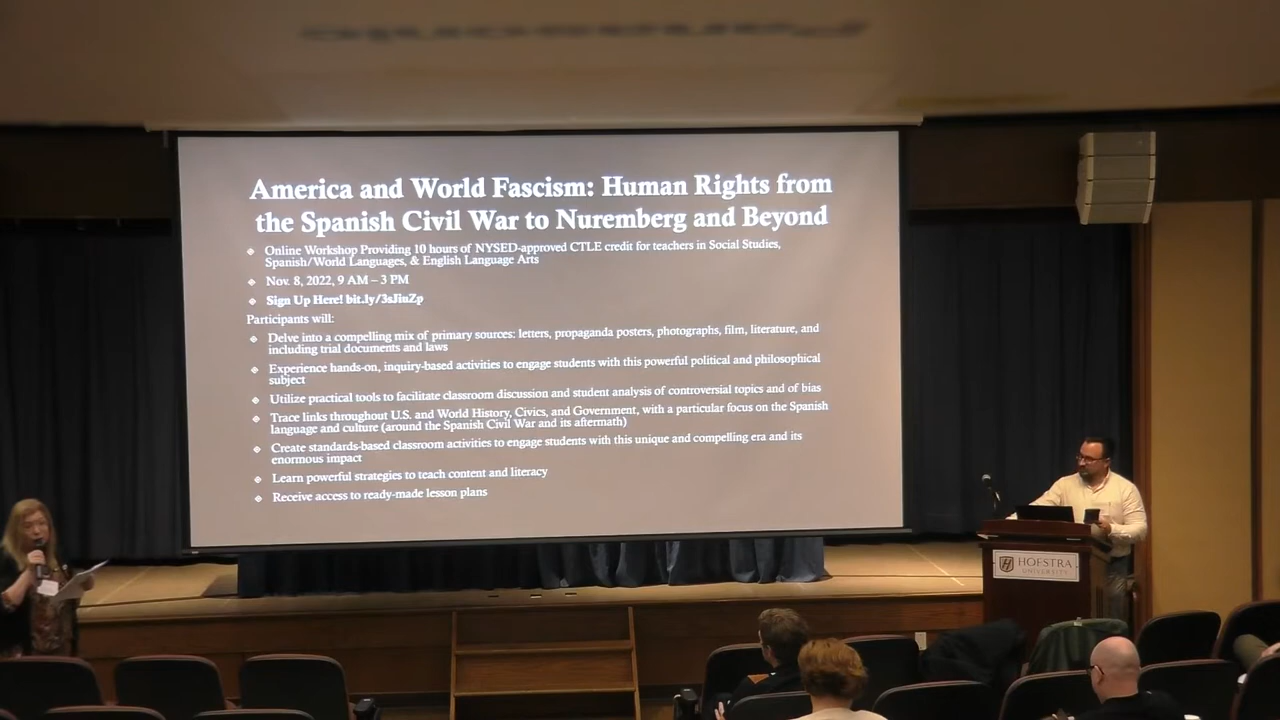 America and World Fascism: Human Rights from
the Spanish Civil War to Nuremberg and Beyond
Online Workshop Providing 10 hours of NYSED-approved CTLE credit for teachers in Social Studies,
Spanish/World Languages, & English Language Arts
Nov. 8, 2022, 9 AM – 3 PM
Sign Up Here! bit.ly/3sJiuZp
Participants will:
Delve into a compelling mix of primary sources: letters, propaganda posters, photographs, film, literature, and
including trial documents and laws
Experience hands-on, inquiry-based activities to engage students with this powerful political and philosophical
subject
Utilize practical tools to facilitate classroom discussion and student analysis of controversial topics and of bias
Trace links throughout U.S. and World History, Civics, and Government, with a particular focus on the Spanish
language and culture (around the Spanish Civil War and its aftermath)
Create standards-based classroom activities to engage students with this unique and compelling era and its
enormous impact
Learn powerful strategies to teach content and literacy
Receive access to ready-made lesson plans
HOFSTRA
UNIVERSITY